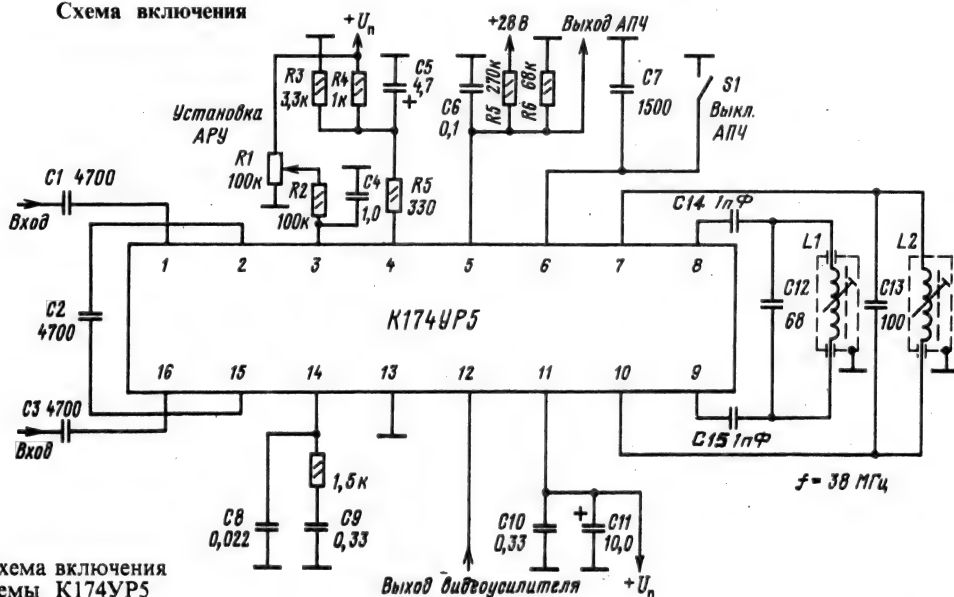 Схема включения
+Uп
+28 В
Выход АПЧ
R3
3,3к
R4
1к
C5
4,7
+
C6
0,1
R5
270к
R6
68к
C7
1500
S1
Выкл.
АПЧ
Установка
АРУ
R1
100к
R2
100к
C4
1,0
R5
330
C1 4700
Вход
C14 1пФ
L1
L2
1 2 3 4 5 6 7 8
C2
4700
К174УР5
C12
68
C13
100
16 15 14 13 12 11 10 9
C3 4700
Вход
C15 1пФ
f = 38 МГц
1,5к
C8
0,022
C9
0,33
C10
0,33
+
C11
10,0
Выход видеоусилителя
+Uп
хема включения
емы К174УР5